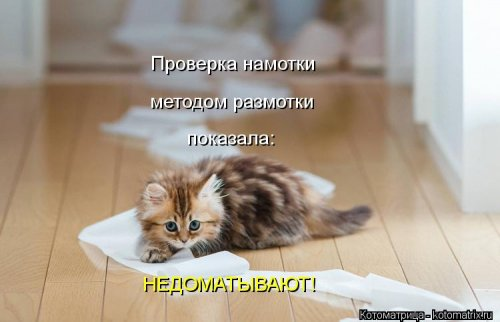 Проверка намотки
методом размотки
показала:
НЕДОМАТЫВАЮТ!
Котоматрица - kotomatrix.ru